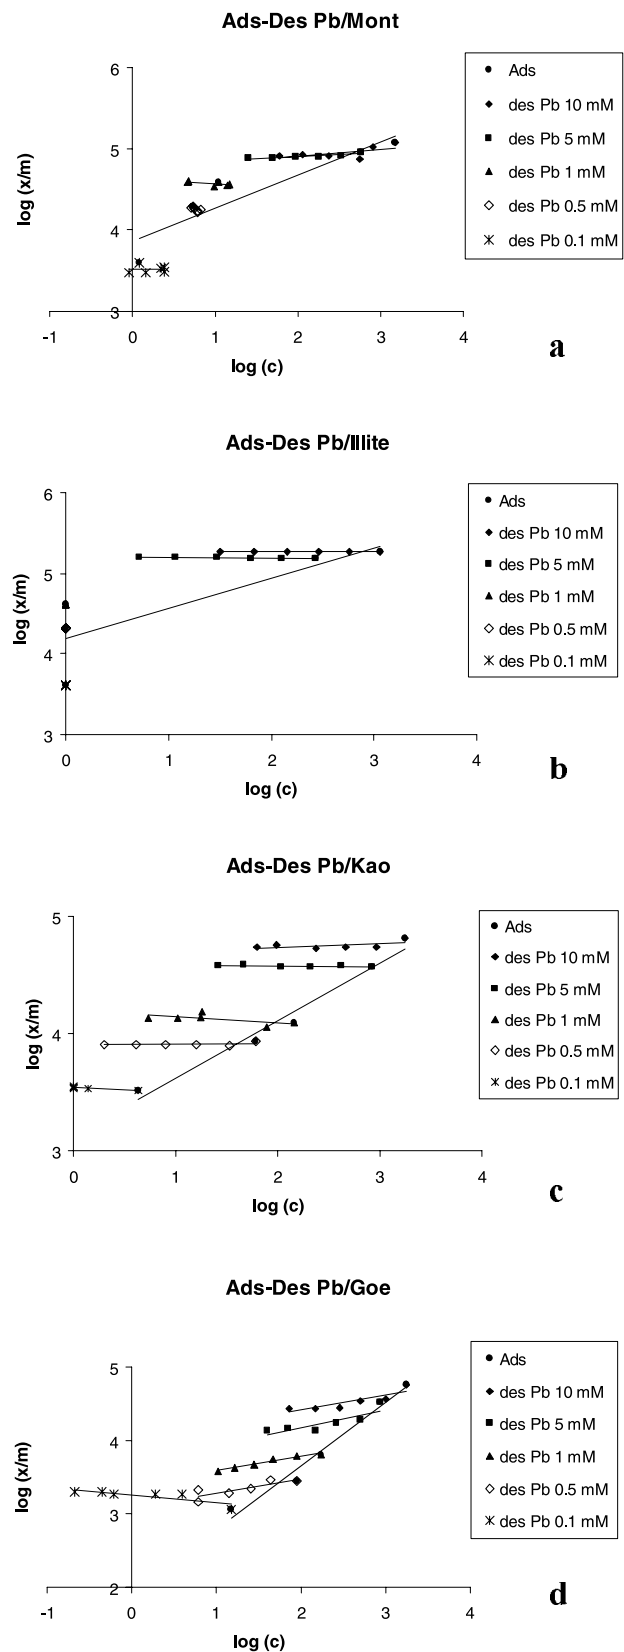 Ads-Des Pb/Mont
6
5
4
3
-1
0
1
2
3
4
log (x/m)
log (c)
Ads
des Pb 10 mM
des Pb 5 mM
des Pb 1 mM
des Pb 0.5 mM
des Pb 0.1 mM
a
Ads-Des Pb/Illite
6
5
4
3
0
1
2
3
4
log (x/m)
log (c)
Ads
des Pb 10 mM
des Pb 5 mM
des Pb 1 mM
des Pb 0.5 mM
des Pb 0.1 mM
b
Ads-Des Pb/Kao
5
4
3
0
1
2
3
4
log (x/m)
log (c)
Ads
des Pb 10 mM
des Pb 5 mM
des Pb 1 mM
des Pb 0.5 mM
des Pb 0.1 mM
c
Ads-Des Pb/Goe
5
4
3
2
-1
0
1
2
3
4
log (x/m)
log (c)
Ads
des Pb 10 mM
des Pb 5 mM
des Pb 1 mM
des Pb 0.5 mM
des Pb 0.1 mM
d